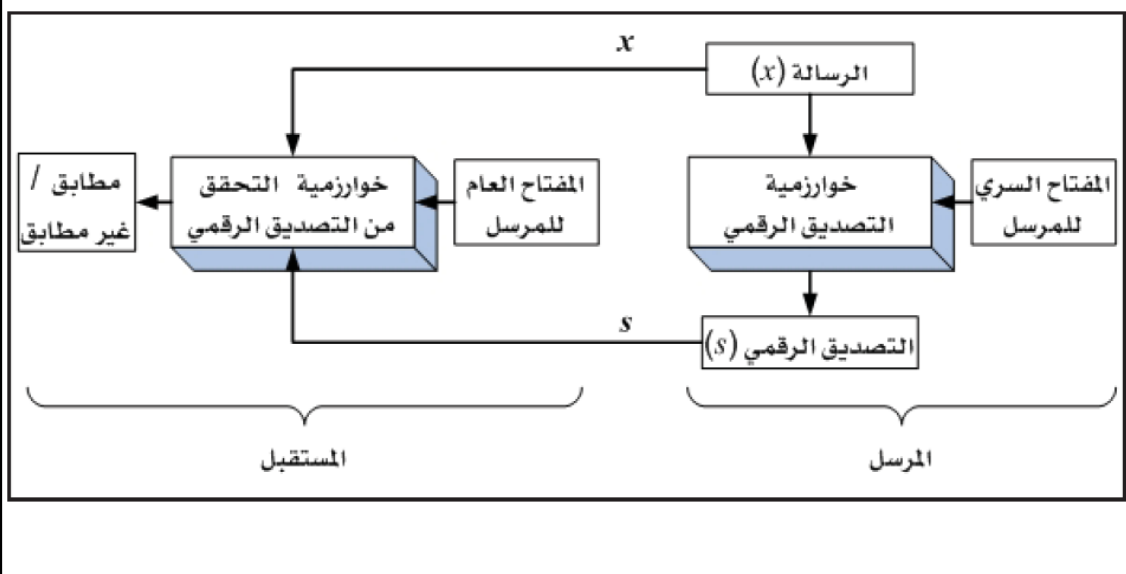 x
الرسالة (x)
المفتاح السري
للمرسل
خوارزمية
التصديق الرقمي
المفتاح العام
للمرسل
خوارزمية التحقق
من التصديق الرقمي
مطابق /
غير مطابق
s
التصديق الرقمي (s)
المرسل
المستقبل